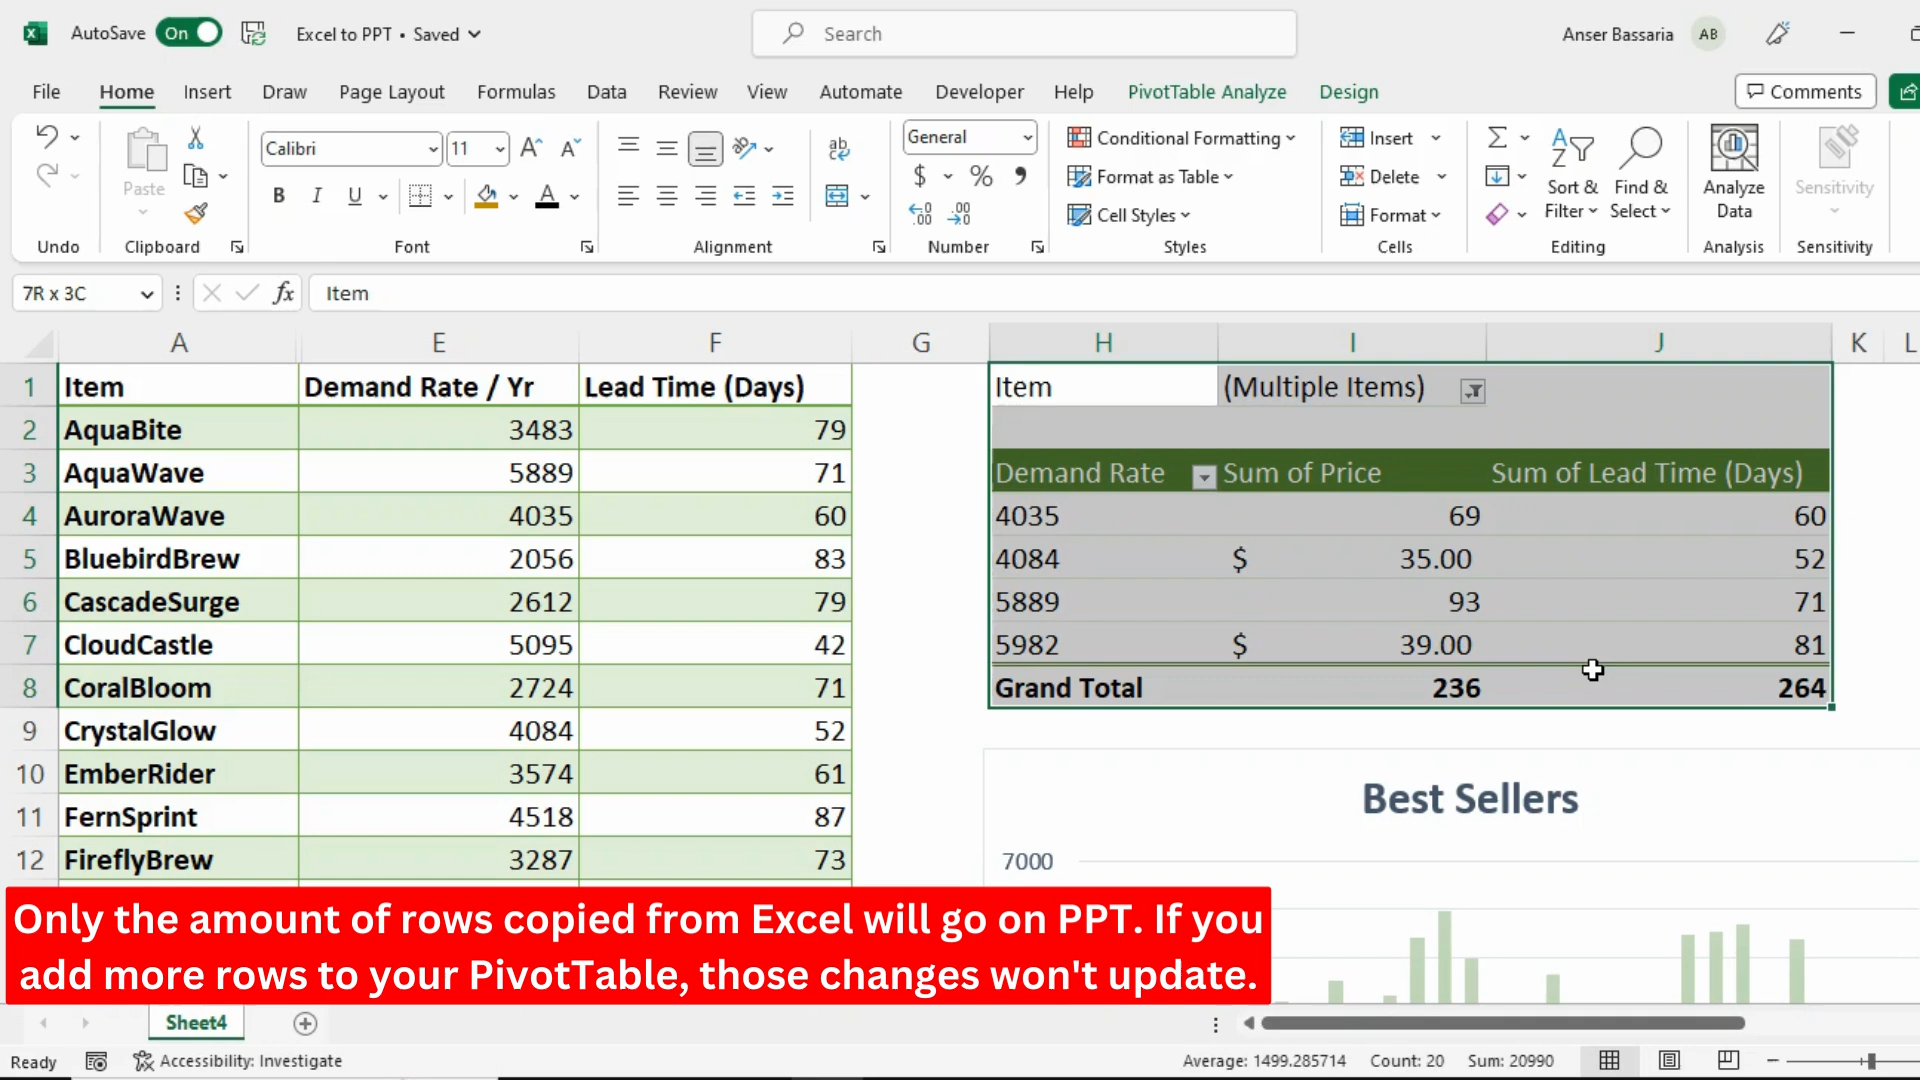 AutoSave On Excel to PPT • Saved Search Anser Bassaria AB
File Home Insert Draw Page Layout Formulas Data Review View Automate Developer Help PivotTable Analyze Design Comments
Paste Calibri 11 General Conditional Formatting Insert
Format as Table Delete
Cell Styles Format
Sort & Filter Find & Select Analyze Data Sensitivity
B I U A $ % ab
Undo Clipboard Font Alignment Number Styles Cells Editing Analysis Sensitivity
7R x 3C fx Item
A E F G H I J K L
1 Item Demand Rate / Yr Lead Time (Days) Item (Multiple Items)
2 AquaBite 3483 79
3 AquaWave 5889 71 Demand Rate Sum of Price Sum of Lead Time (Days)
4 AuroraWave 4035 60 4035 69 60
5 BluebirdBrew 2056 83 4084 $ 35.00 52
6 CascadeSurge 2612 79 5889 93 71
7 CloudCastle 5095 42 5982 $ 39.00 81
8 CoralBloom 2724 71 Grand Total 236 264
9 CrystalGlow 4084 52
10 EmberRider 3574 61 Best Sellers
11 FernSprint 4518 87
12 FireflyBrew 3287 73 7000
Only the amount of rows copied from Excel will go on PPT. If you
add more rows to your PivotTable, those changes won't update.
Sheet4
Ready Accessibility: Investigate Average: 1499.285714 Count: 20 Sum: 20990